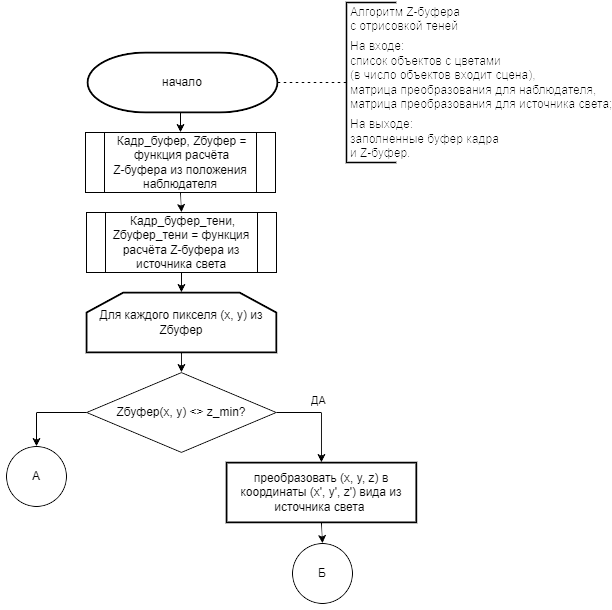 Алгоритм Z-буфера
с отрисовкой теней
На входе:
список объектов с цветами
(в число объектов входит сцена),
матрица преобразования для наблюдателя,
матрица преобразования для источника света;
На выходе:
заполненные буфер кадра
и Z-буфер.
начало
Кадр_буфер, Zбуфер =
функция расчёта
Z-буфера из положения
наблюдателя
Кадр_буфер_тени,
Zбуфер_тени = функция
расчёта Z-буфера из
источника света
Для каждого пикселя (x, y) из
Zбуфер
Zбуфер(x, y) <> z_min?
ДА
А
преобразовать (x, y, z) в
координаты (x', y', z') вида из
источника света
Б